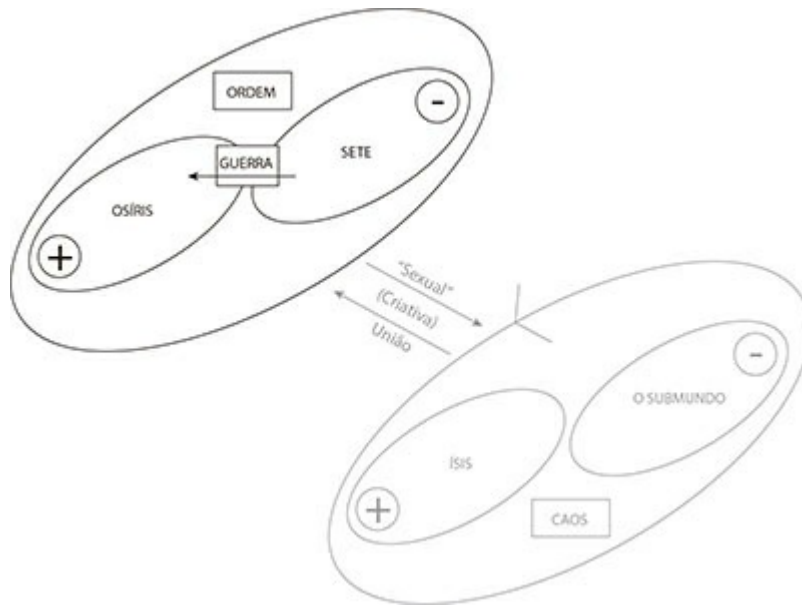 ORDEM
-
SETE
GUERRA
OSÍRIS
+
"Sexual"
(Criativa)
União
-
O SUBMUNDO
ÍSIS
+
CAOS